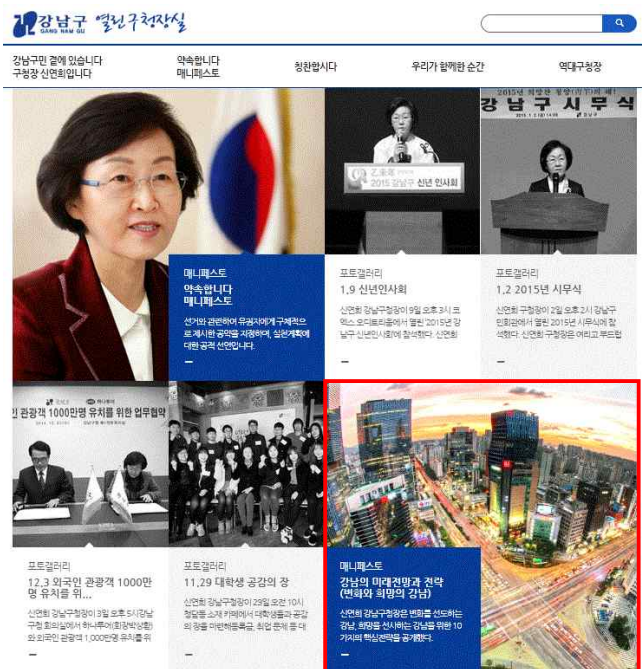 강남구 열린구청장실
GANG NAM GU
강남구민 곁에 있습니다
구청장 신연희입니다
약속합니다
매니페스토
칭찬합시다
우리가 함께한 순간
역대구청장
2015년 희망찬 청양(靑羊)의 해!
강남구 시무식
2015 강남구 신년 인사회
매니페스토
약속합니다
매니페스토
선거와 관련하여 유권자에게 구체적으
로 제시한 공약을 지칭하며, 실천계획에
대한 공적 선언입니다.
포토갤러리
1.9 신년인사회
신연희 강남구청장이 9일 오후 3시 코
엑스 오디토리움에서 열린 '2015년 강
남구 신년인사회'에 참석했다. 신연희
포토갤러리
1,2 2015년 시무식
신연희 구청장이 2일 오후 2시 강남구
민회관에서 열린 2015년 시무식에 참
석했다. 신연희 구청장은 여리고 부드럽
인 관광객 1000만명 유치를 위한 업무협약
포토갤러리
12,3 외국인 관광객 1000만
명 유치를 위...
신연희 강남구청장이 3일 오후 5시강남
구청 회의실에서 하나투어(회장박상환)
와 외국인 관광객 1,000만명 유치를 위
포토갤러리
11,29 대학생 공감의 장
신연희 강남구청장이 29일 오전 10시
청담동 소재 카페에서 대학생들과 공감
의 장을 마련해등록금, 취업 문제 등 대
매니페스토
강남의 미래전망과 전략
(변화와 희망의 강남)
신연희 강남구청장은 변화를 선도하는
강남, 희망을 선사하는 강남을 위한 10
가지의 핵심전략을 공개했다.